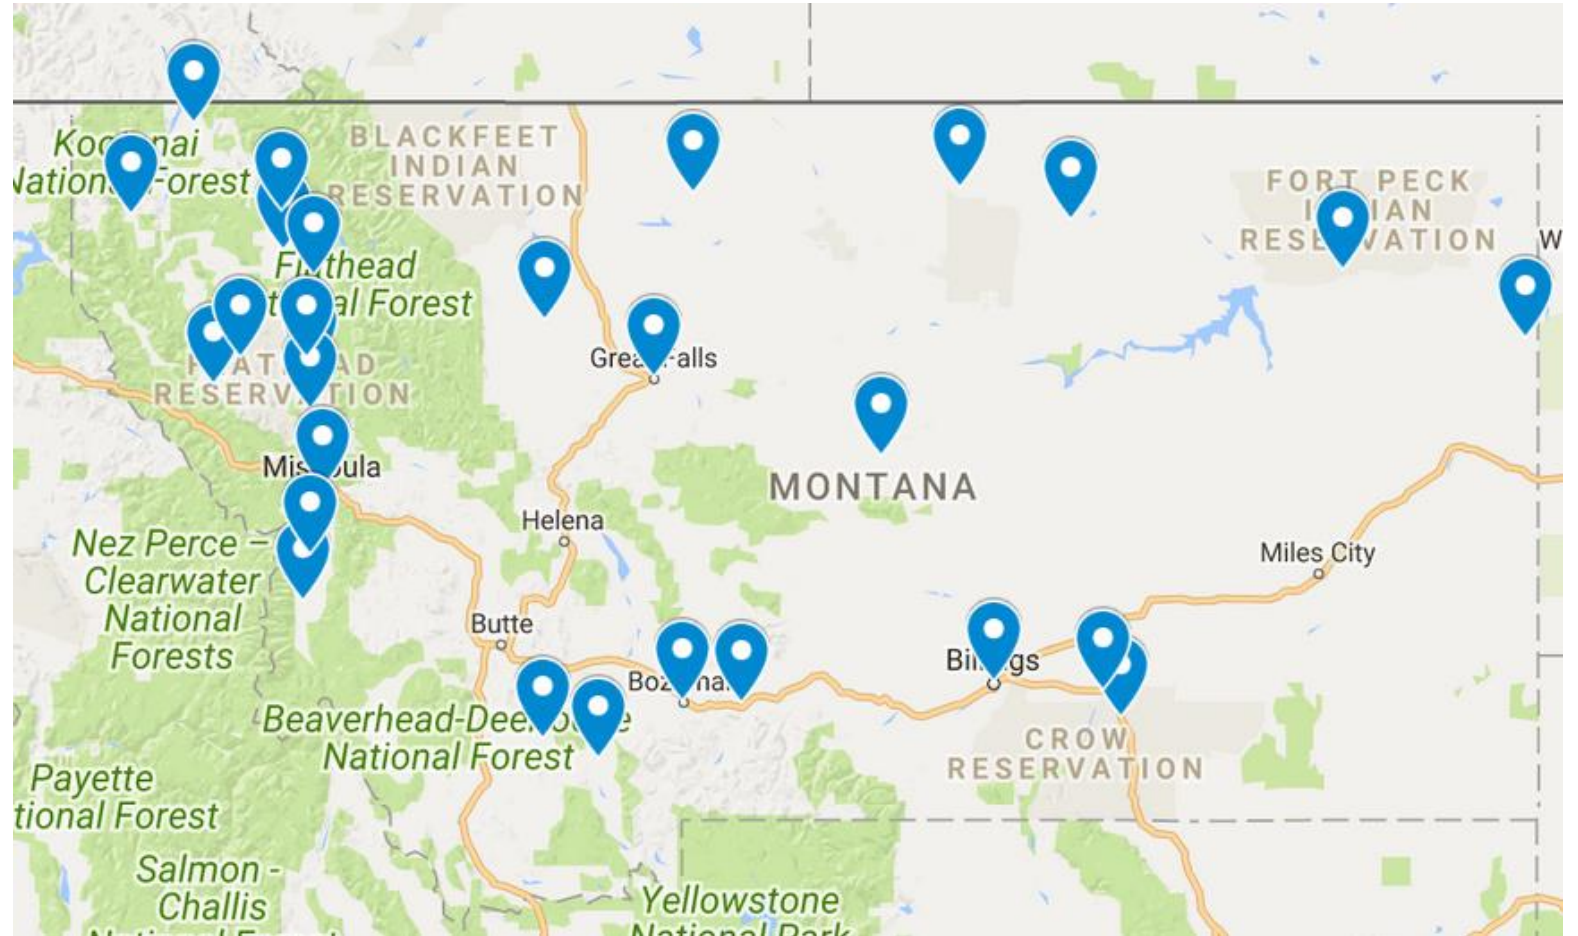 BLACKFEET
INDIAN
RESERVATION
National Forest
FORT PECK
INDIAN
RESERVATION
W
Flathead
National Forest
FLATHEAD
RESERVATION
Great Falls
MONTANA
Missoula
Helena
Nez Perce –
Clearwater
National
Forests
Miles City
Butte
Billings
Bozeman
Beaverhead-Deerlodge
National Forest
CROW
RESERVATION
Payette
tional Forest
Salmon -
Challis
Yellowstone
National Park